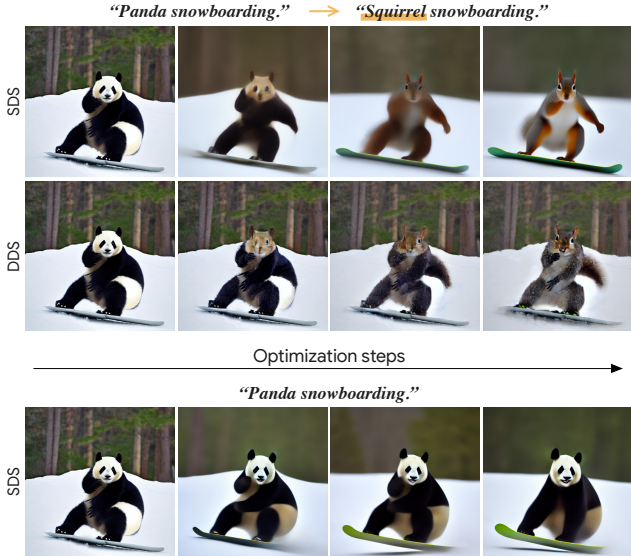 “Panda snowboarding.” → “Squirrel snowboarding.”
SDS
DDS
Optimization steps
“Panda snowboarding.”
SDS